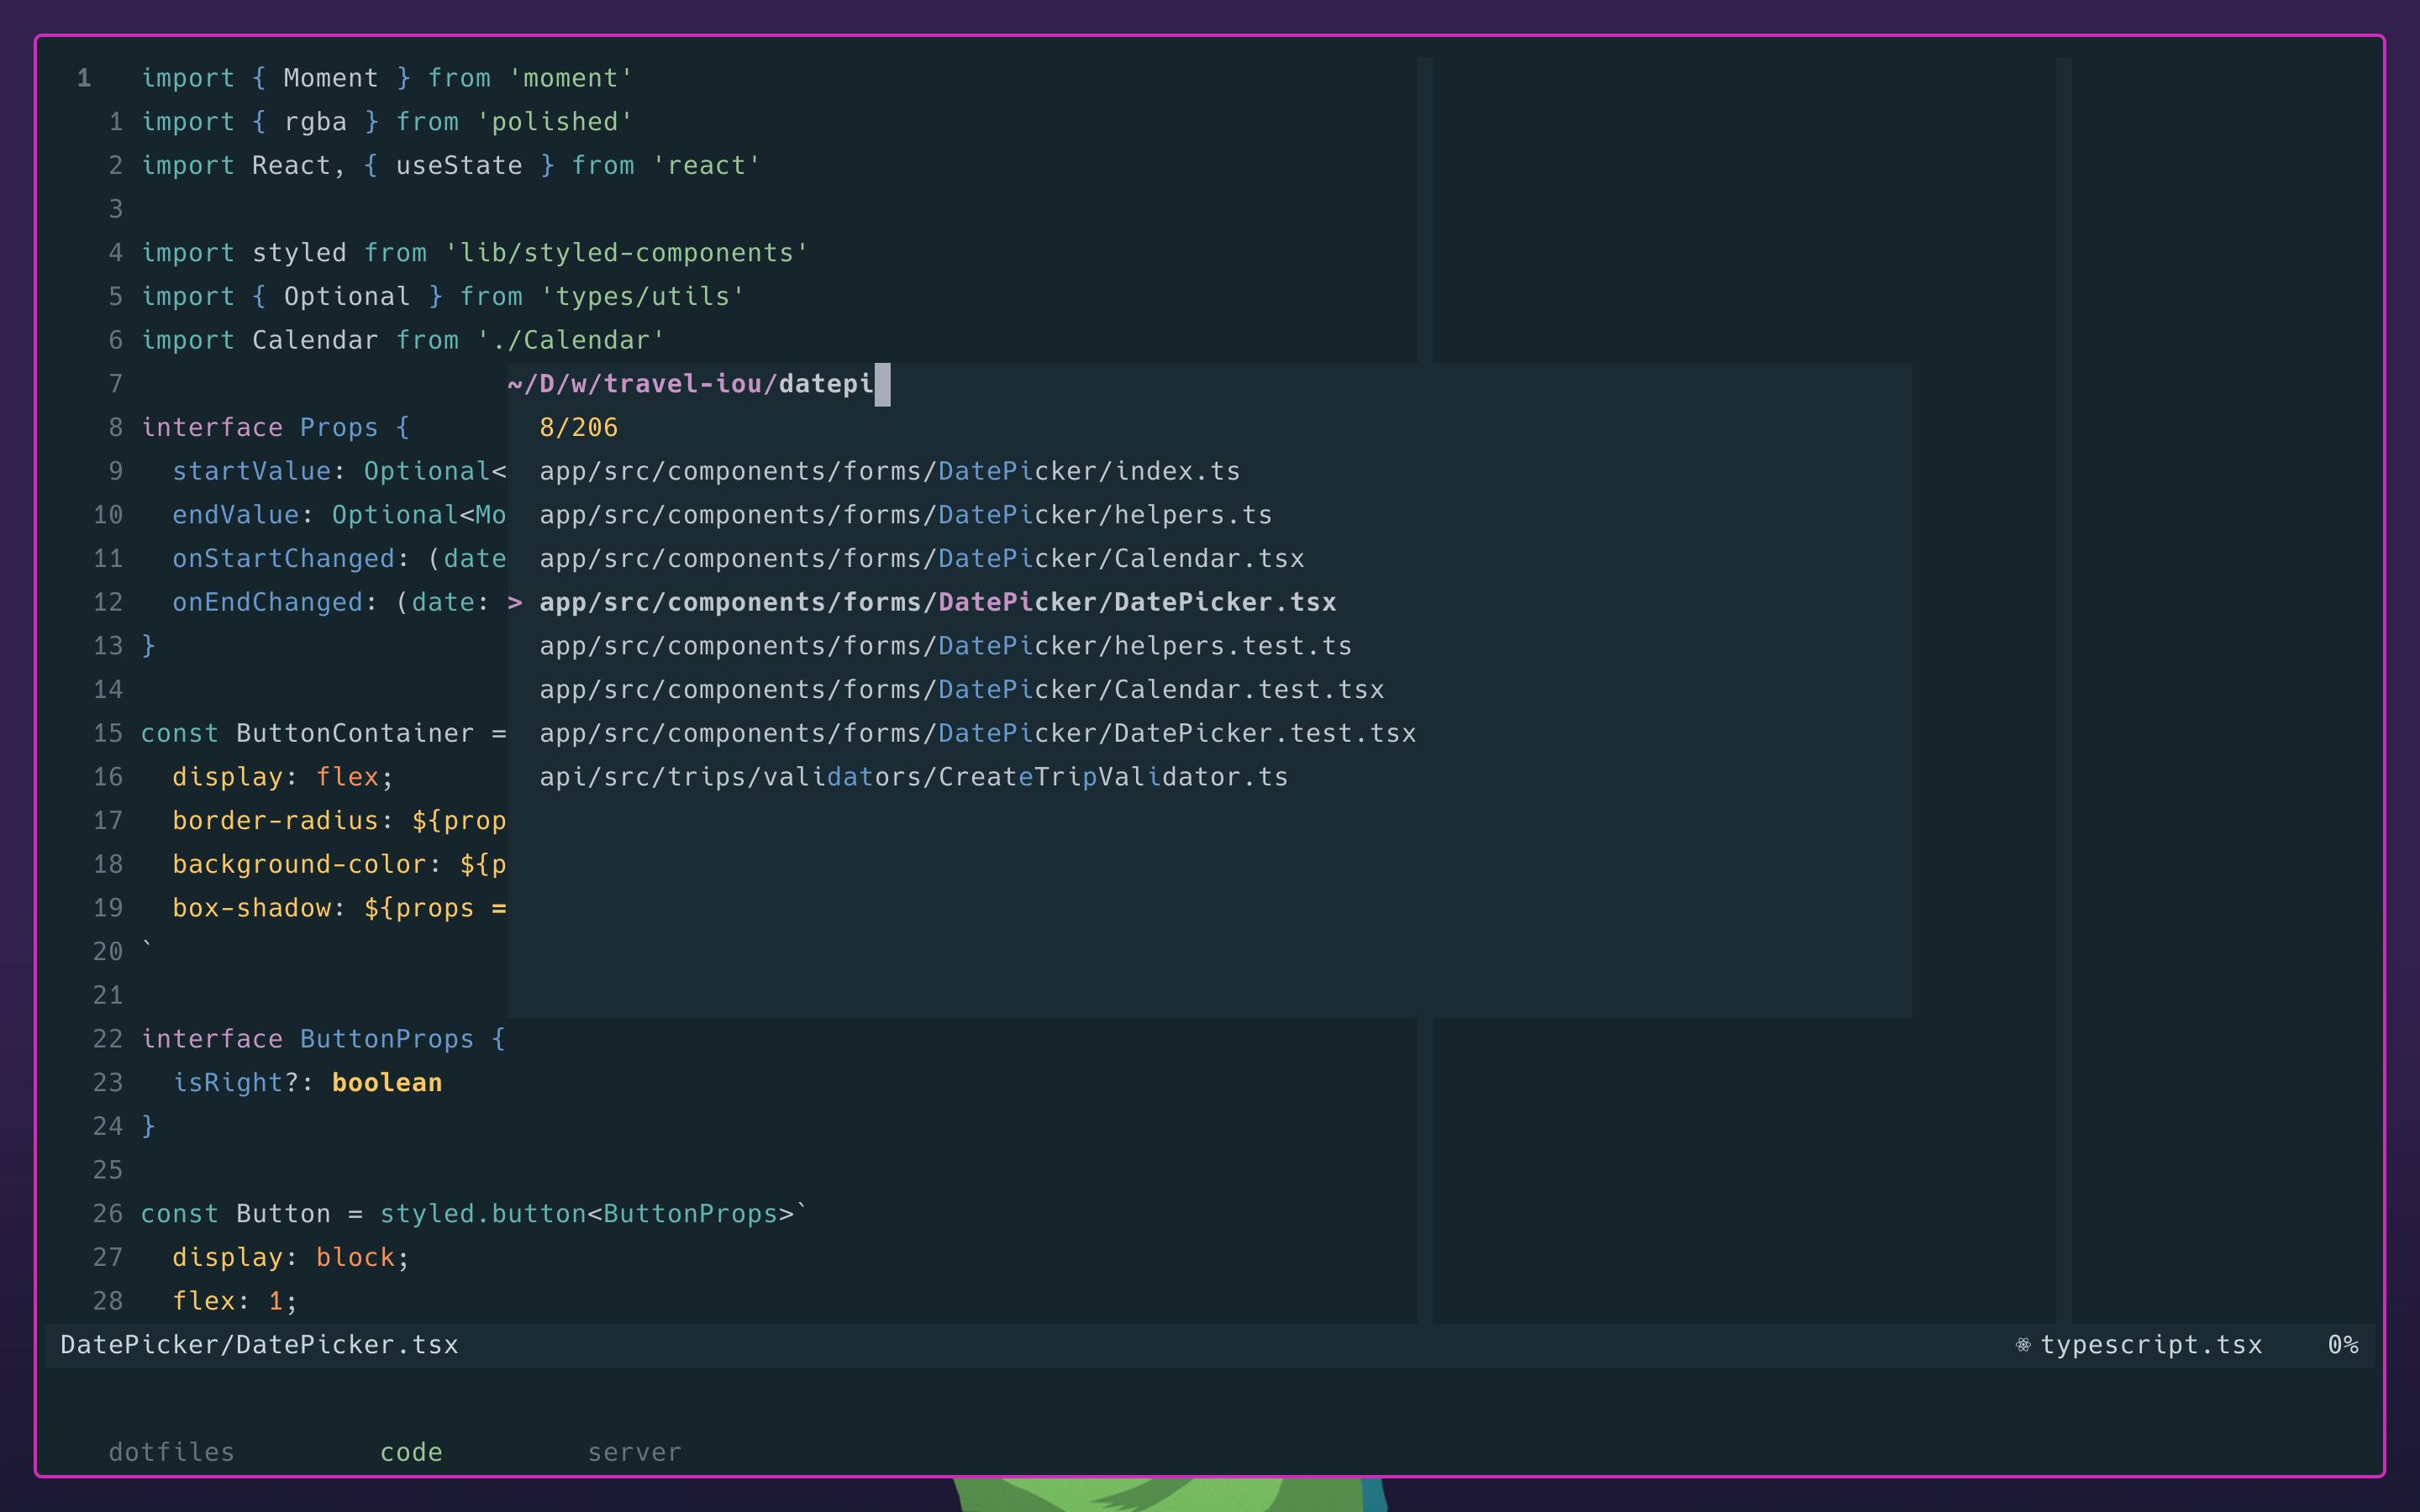 1 import { Moment } from 'moment'
1 import { rgba } from 'polished'
2 import React, { useState } from 'react'
3
4 import styled from 'lib/styled-components'
5 import { Optional } from 'types/utils'
6 import Calendar from './Calendar'
7 ~/D/w/travel-iou/datepi
8 interface Props { 8/206
9 startValue: Optional< app/src/components/forms/DatePicker/index.ts
10 endValue: Optional<Mo app/src/components/forms/DatePicker/helpers.ts
11 onStartChanged: (date app/src/components/forms/DatePicker/Calendar.tsx
12 onEndChanged: (date: > app/src/components/forms/DatePicker/DatePicker.tsx
13 } app/src/components/forms/DatePicker/helpers.test.ts
14 app/src/components/forms/DatePicker/Calendar.test.tsx
15 const ButtonContainer = app/src/components/forms/DatePicker/DatePicker.test.tsx
16 display: flex; api/src/trips/validators/CreateTripValidator.ts
17 border-radius: ${prop
18 background-color: ${p
19 box-shadow: ${props =
20 `
21
22 interface ButtonProps {
23 isRight?: boolean
24 }
25
26 const Button = styled.button<ButtonProps>`
27 display: block;
28 flex: 1;
DatePicker/DatePicker.tsx typescript.tsx 0%
dotfiles code server